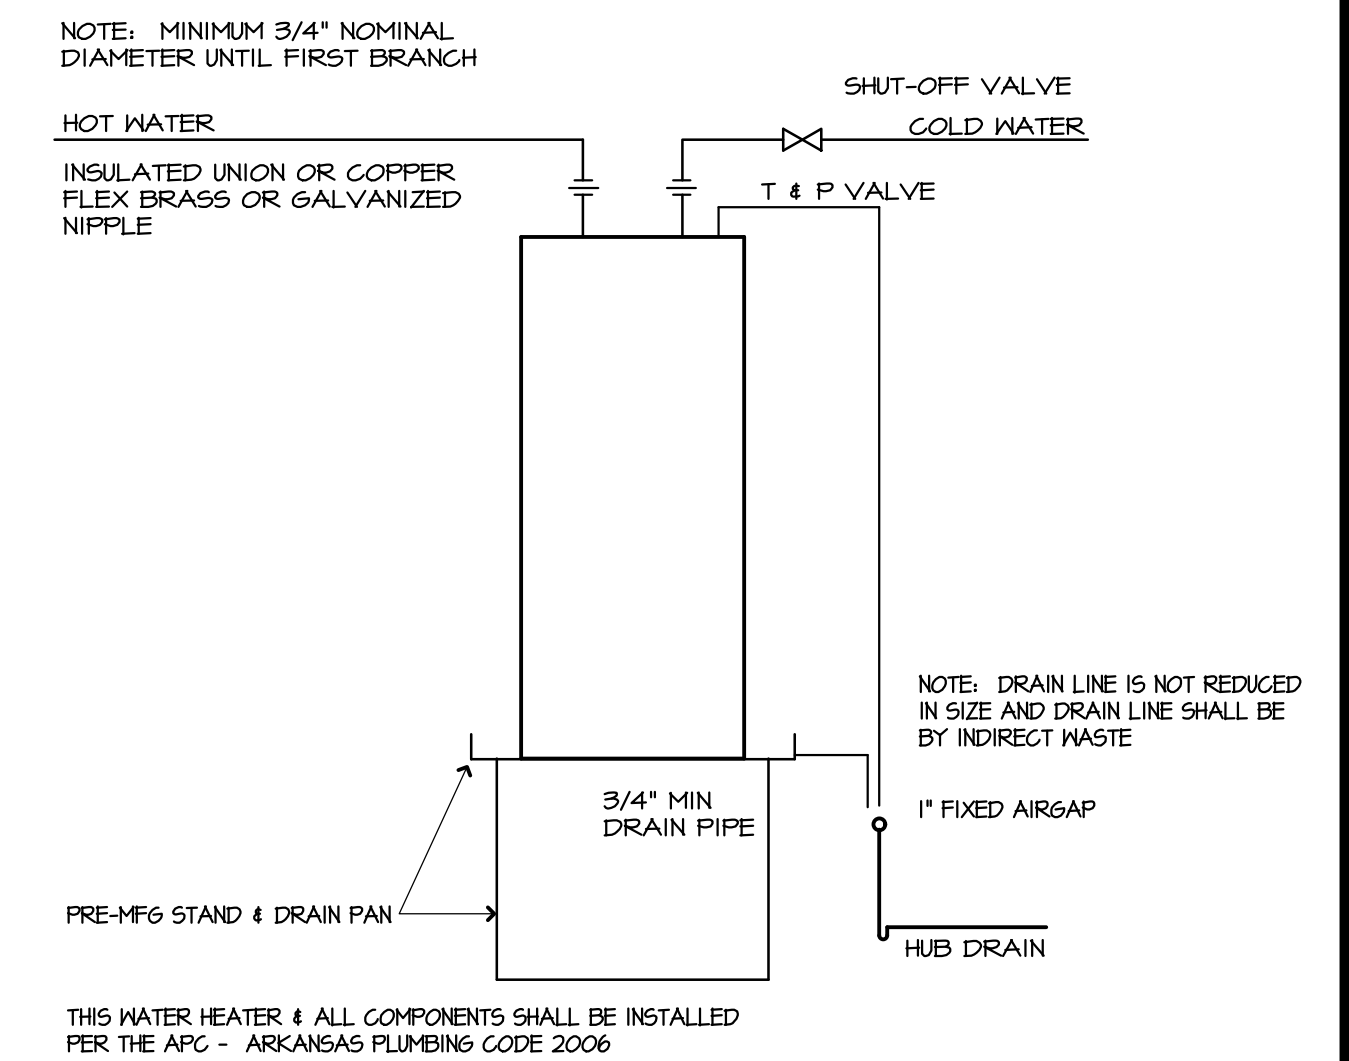 NOTE:  MINIMUM 3/4" NOMINAL
DIAMETER UNTIL FIRST BRANCH
SHUT-OFF VALVE
HOT WATER
COLD WATER
INSULATED UNION OR COPPER
FLEX BRASS OR GALVANIZED
NIPPLE
T & P VALVE
NOTE:  DRAIN LINE IS NOT REDUCED
IN SIZE AND DRAIN LINE SHALL BE
BY INDIRECT WASTE
3/4" MIN
DRAIN PIPE
1" FIXED AIRGAP
PRE-MFG STAND & DRAIN PAN
HUB DRAIN
THIS WATER HEATER & ALL COMPONENTS SHALL BE INSTALLED
PER THE APC -  ARKANSAS PLUMBING CODE 2006